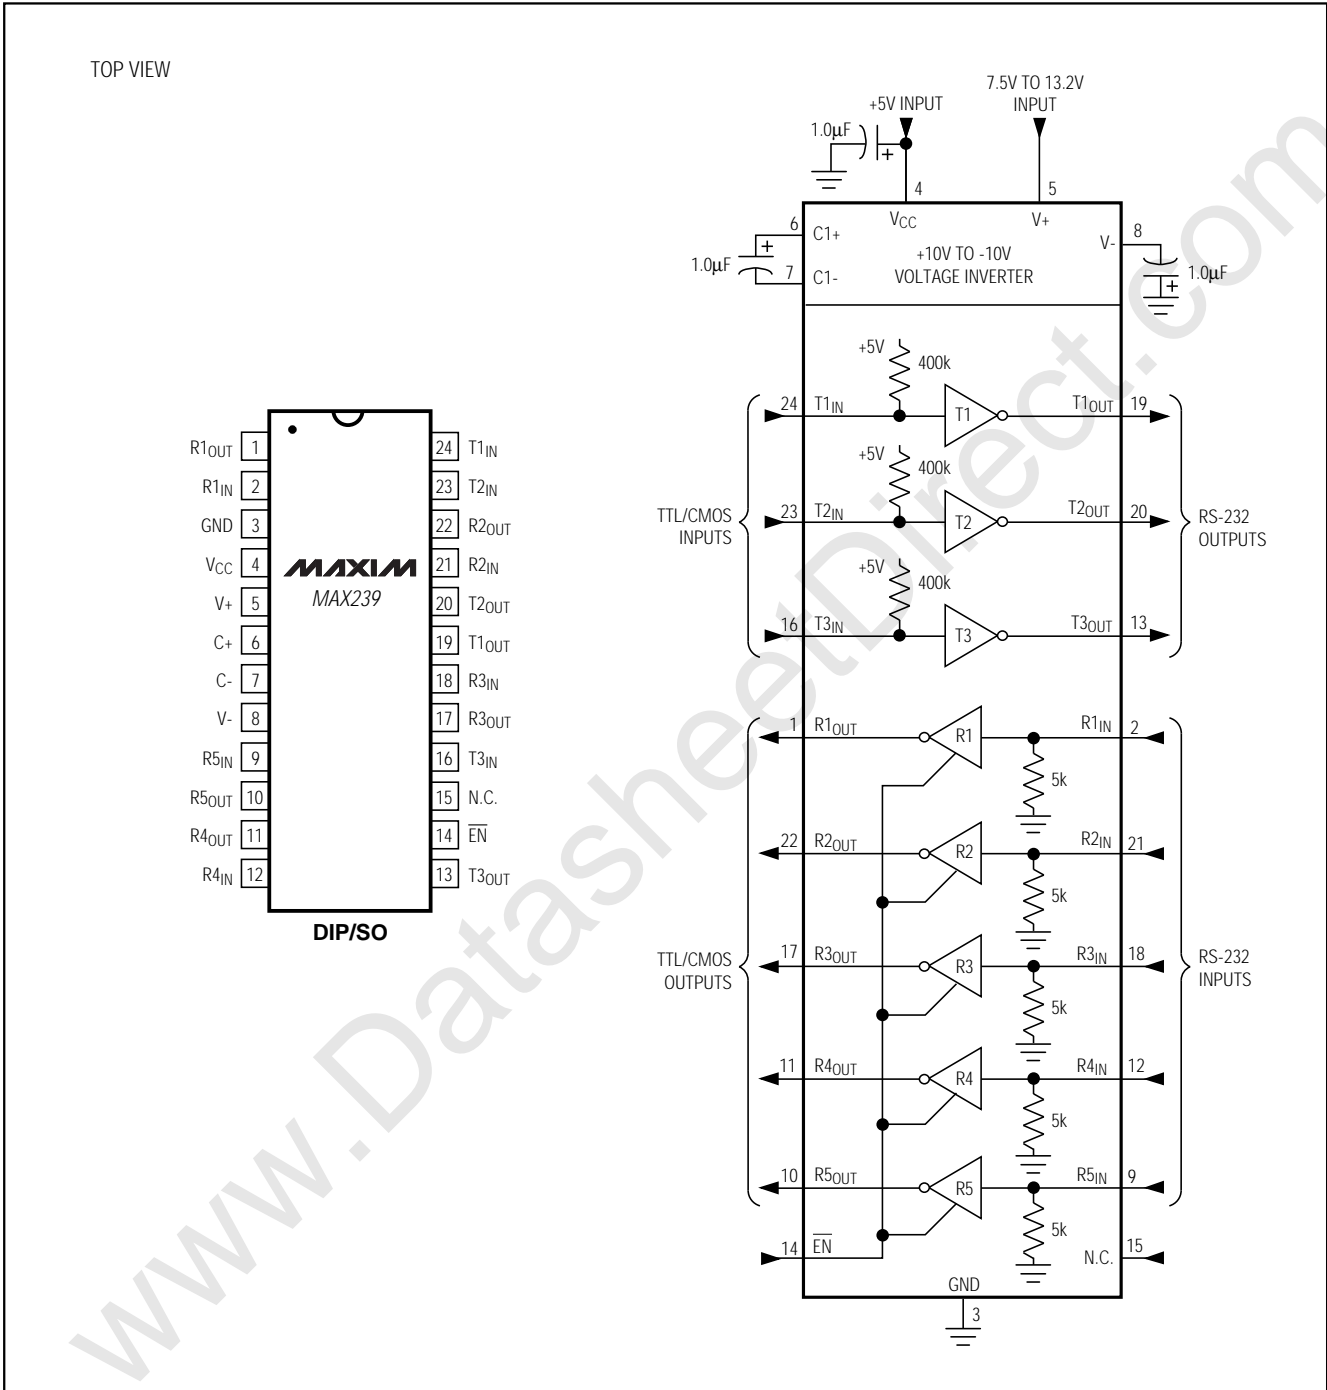 TOP VIEW
+5V INPUT
7.5V TO 13.2V
INPUT
1.0µF
4
5
VCC
V+
6
C1+
V-
8
1.0µF
+10V TO -10V
VOLTAGE INVERTER
1.0µF
7
C1-
+5V
400k
24
T1IN
T1
T1OUT
19
+5V
400k
TTL/CMOS
INPUTS
23
T2IN
T2
T2OUT
20
RS-232
OUTPUTS
+5V
400k
16
T3IN
T3
T3OUT
13
R1OUT 1
24 T1IN
R1IN 2
23 T2IN
GND 3
22 R2OUT
VCC 4
21 R2IN
V+ 5
20 T2OUT
C+ 6
19 T1OUT
C- 7
18 R3IN
V- 8
17 R3OUT
R5IN 9
16 T3IN
R5OUT 10
15 N.C.
R4OUT 11
14 EN
R4IN 12
13 T3OUT
MAXIM
MAX239
DIP/SO
1
R1OUT
R1
R1IN
2
5k
22
R2OUT
R2
R2IN
21
5k
TTL/CMOS
OUTPUTS
17
R3OUT
R3
R3IN
18
RS-232
INPUTS
5k
11
R4OUT
R4
R4IN
12
5k
10
R5OUT
R5
R5IN
9
5k
14
EN
N.C.
15
GND
3
www.DatasheetDirect.com